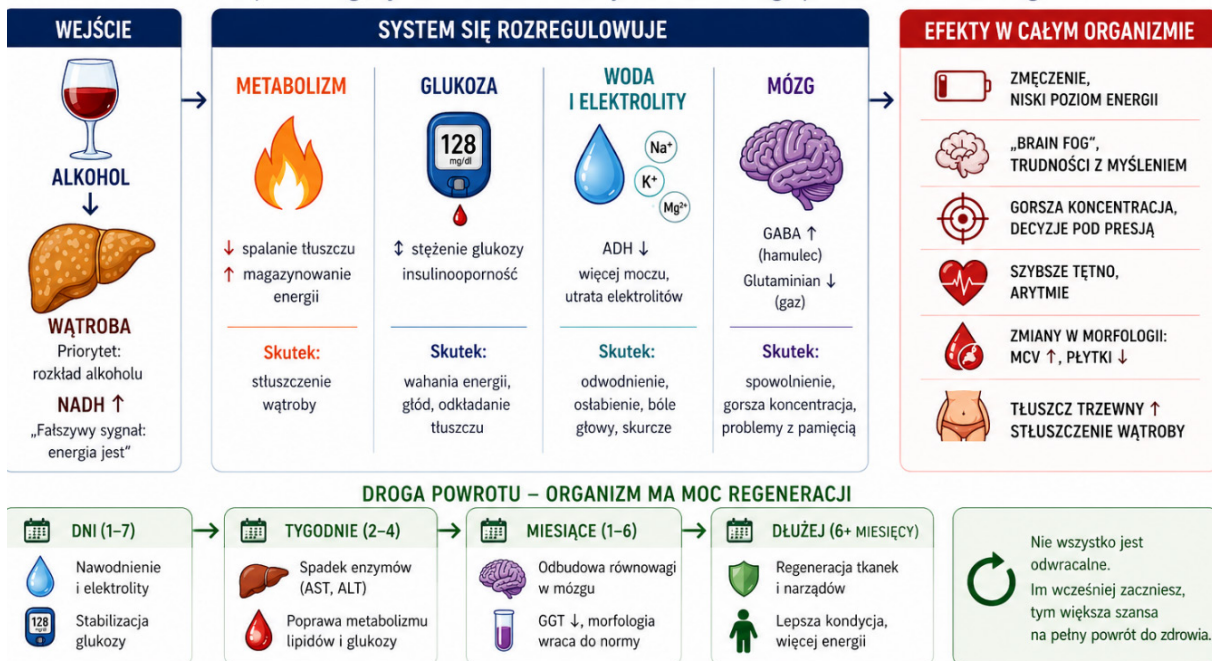 WEJŚCIE
ALKOHOL
WĄTROBA
Priorytet:
rozkład alkoholu
NADH ↑
„Fałszywy sygnał:
energia jest”
SYSTEM SIĘ ROZREGULOWUJE
METABOLIZM
↓ spalanie tłuszczu
↑ magazynowanie
energii
Skutek:
stłuszczenie
wątroby
GLUKOZA
128
mg/dl
↕ stężenie glukozy
insulinooporność
Skutek:
wahania energii,
głód, odkładanie
tłuszczu
WODA
I ELEKTROLITY
Na⁺
K⁺
Mg²⁺
ADH ↓
więcej moczu,
utrata elektrolitów
Skutek:
odwodnienie,
osłabienie, bóle
głowy, skurcze
MÓZG
GABA ↑
(hamulec)
Glutaminian ↓
(gaz)
Skutek:
spowolnienie,
gorsza koncentracja,
problemy z pamięcią
EFEKTY W CAŁYM ORGANIZMIE
ZMĘCZENIE,
NISKI POZIOM ENERGII
„BRAIN FOG”,
TRUDNOŚCI Z MYŚLENIEM
GORSZA KONCENTRACJA,
DECYZJE POD PRESJĄ
SZYBSZE TĘTNO,
ARYTMIE
ZMIANY W MORFOLOGII:
MCV ↑, PŁYTKI ↓
TŁUSZCZ TRZEWNY ↑
STŁUSZCZENIE WĄTROBY
DROGA POWROTU – ORGANIZM MA MOC REGENERACJI
DNI (1–7)
Nawodnienie
i elektrolity
128
mg/dl
Stabilizacja
glukozy
TYGODNIE (2–4)
Spadek enzymów
(AST, ALT)
Poprawa metabolizmu
lipidów i glukozy
MIESIĄCE (1–6)
Odbudowa równowagi
w mózgu
GGT ↓, morfologia
wraca do normy
DŁUŻEJ (6+ MIESIĘCY)
Regeneracja tkanek
i narządów
Lepsza kondycja,
więcej energii
Nie wszystko jest
odwracalne.
Im wcześniej zaczniesz,
tym większa szansa
na pełny powrót do zdrowia.